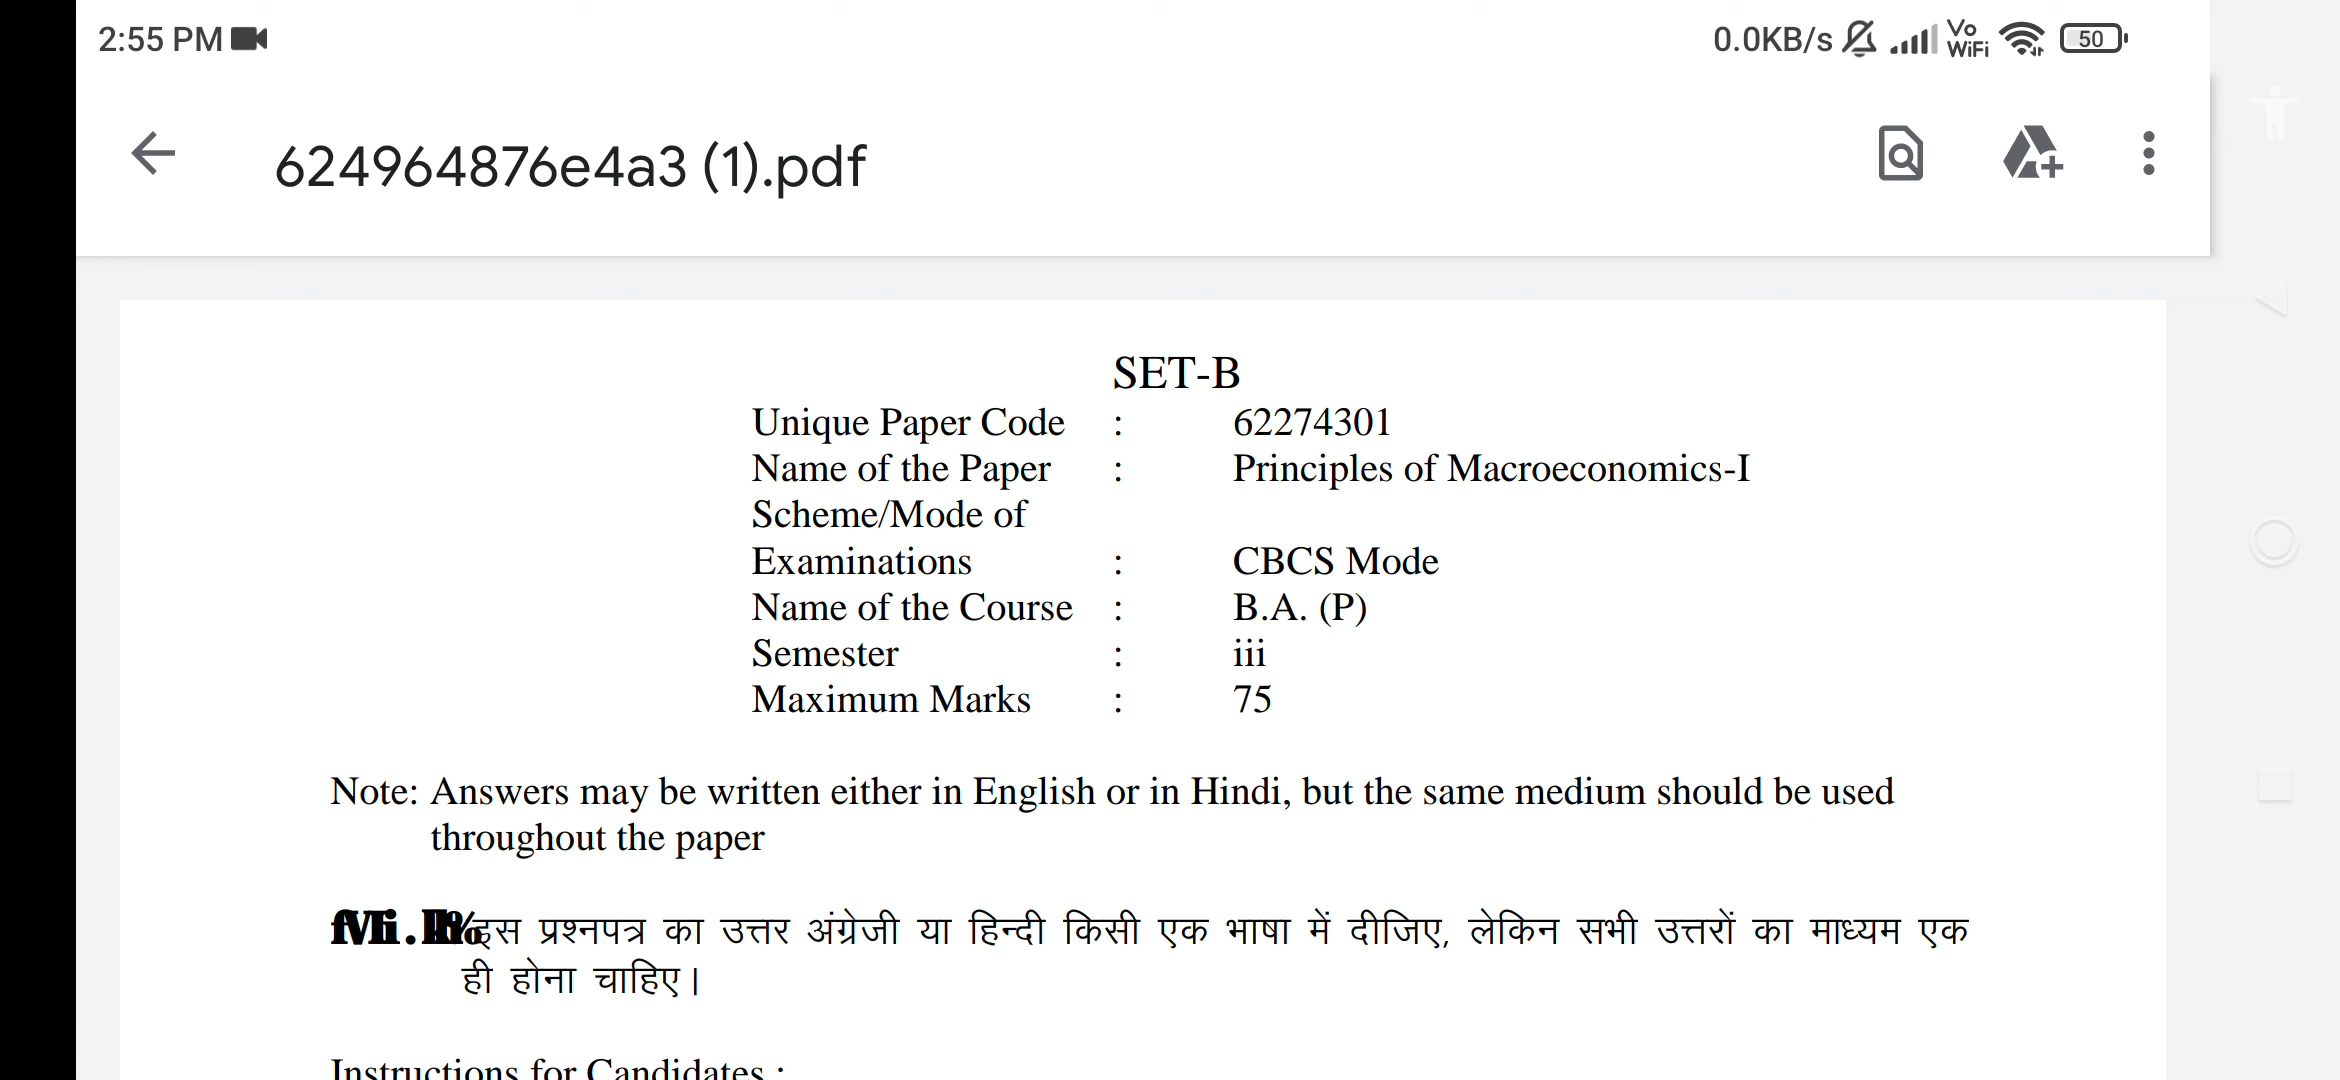 2:55 PM
0.0KB/s Vo WiFi 50
624964876e4a3 (1).pdf
SET-B
Unique Paper Code : 62274301
Name of the Paper : Principles of Macroeconomics-I
Scheme/Mode of
Examinations : CBCS Mode
Name of the Course : B.A. (P)
Semester : iii
Maximum Marks : 75
Note: Answers may be written either in English or in Hindi, but the same medium should be used
throughout the paper
इस प्रश्नपत्र का उत्तर अंग्रेजी या हिन्दी किसी एक भाषा में दीजिए, लेकिन सभी उत्तरों का माध्यम एक
ही होना चाहिए।
Instructions for Candidates :